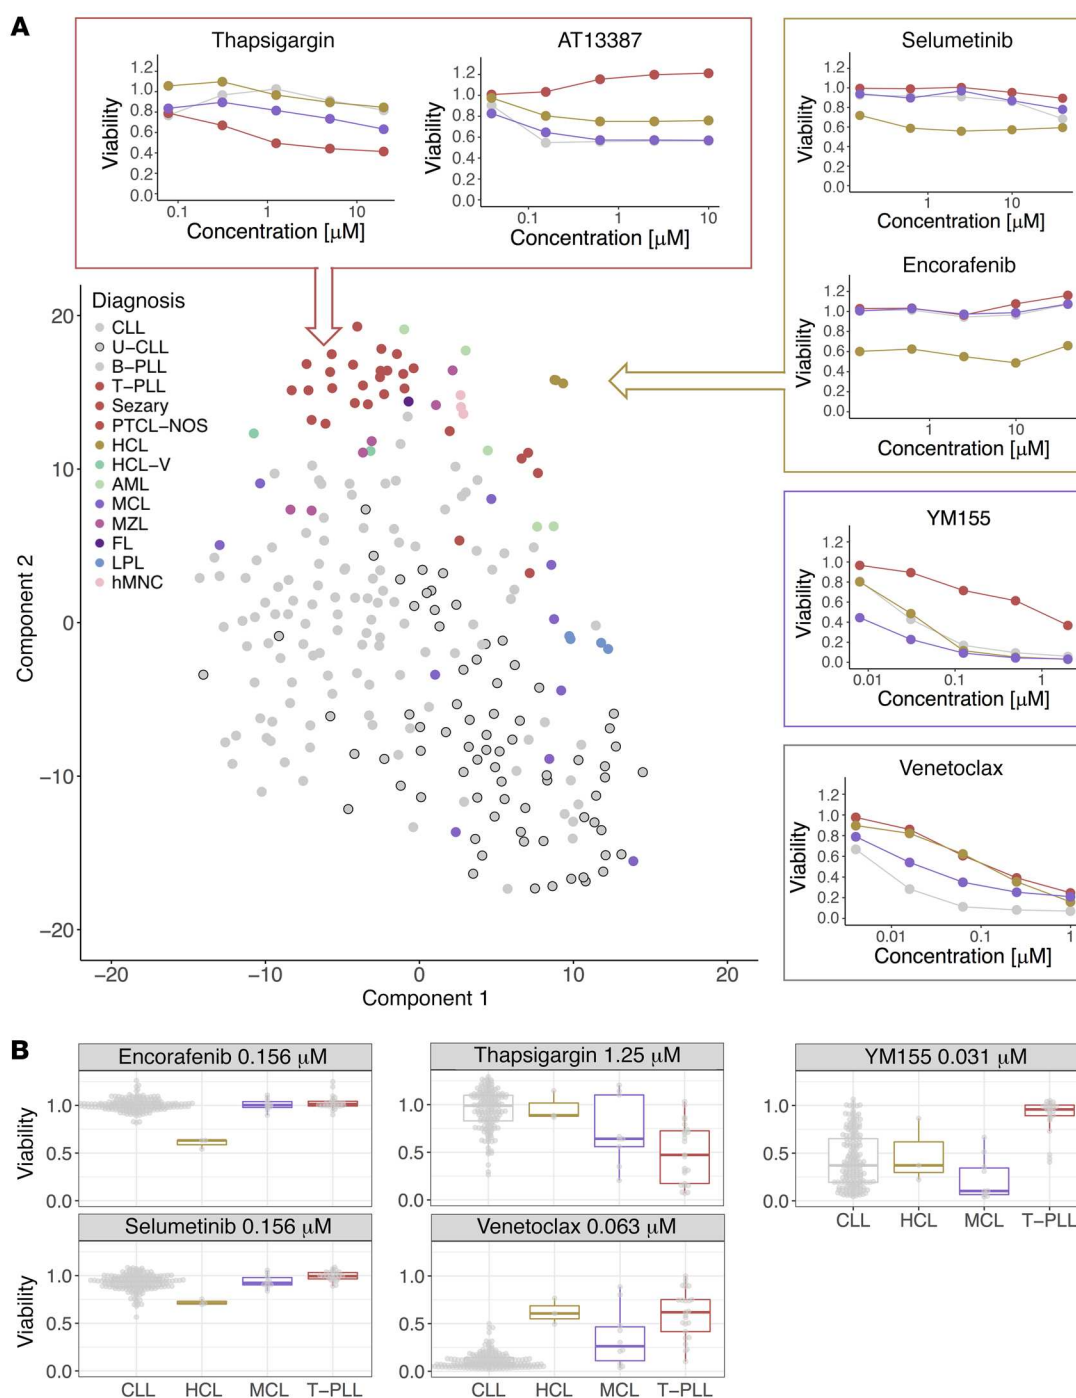 A
Thapsigargin
Viability
1.2
1.0
0.8
0.6
0.4
0.2
0.0
0.1
1
10
Concentration [μM]
AT13387
Viability
1.2
1.0
0.8
0.6
0.4
0.2
0.0
0.1
1
10
Concentration [μM]
Selumetinib
Viability
1.2
1.0
0.8
0.6
0.4
0.2
0.0
1
10
Concentration [μM]
Encorafenib
Viability
1.2
1.0
0.8
0.6
0.4
0.2
0.0
1
10
Concentration [μM]
YM155
Viability
1.2
1.0
0.8
0.6
0.4
0.2
0.0
0.01
0.1
1
Concentration [μM]
Venetoclax
Viability
1.2
1.0
0.8
0.6
0.4
0.2
0.0
0.01
0.1
1
Concentration [μM]
Diagnosis
CLL
U−CLL
B−PLL
T−PLL
Sezary
PTCL−NOS
HCL
HCL−V
AML
MCL
MZL
FL
LPL
hMNC
Component 2
20
10
0
−10
−20
−20
−10
0
10
20
Component 1
B
Encorafenib 0.156 μM
Viability
1.0
0.5
0.0
Thapsigargin 1.25 μM
1.0
0.5
0.0
YM155 0.031 μM
1.0
0.5
0.0
CLL HCL MCL T−PLL
Selumetinib 0.156 μM
Viability
1.0
0.5
0.0
CLL HCL MCL T−PLL
Venetoclax 0.063 μM
1.0
0.5
0.0
CLL HCL MCL T−PLL